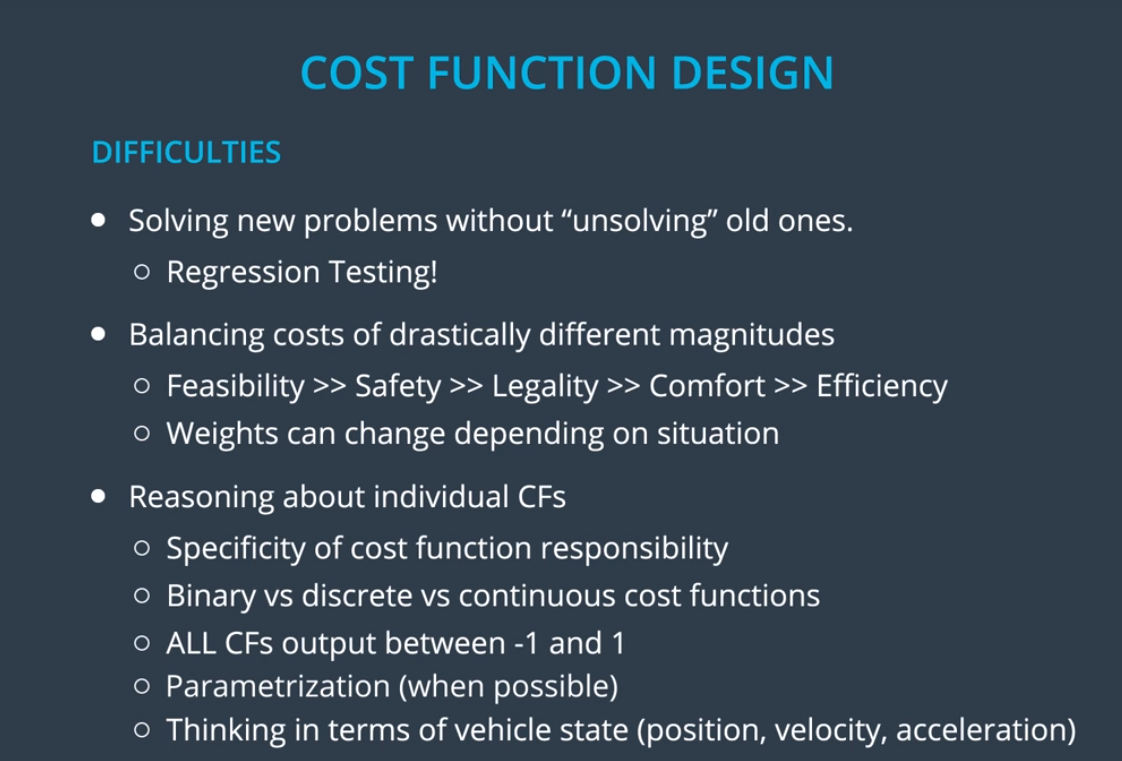 COST FUNCTION DESIGN
DIFFICULTIES
● Solving new problems without “unsolving” old ones.
○ Regression Testing!
● Balancing costs of drastically different magnitudes
○ Feasibility >> Safety >> Legality >> Comfort >> Efficiency
○ Weights can change depending on situation
● Reasoning about individual CFs
○ Specificity of cost function responsibility
○ Binary vs discrete vs continuous cost functions
○ ALL CFs output between -1 and 1
○ Parametrization (when possible)
○ Thinking in terms of vehicle state (position, velocity, acceleration)